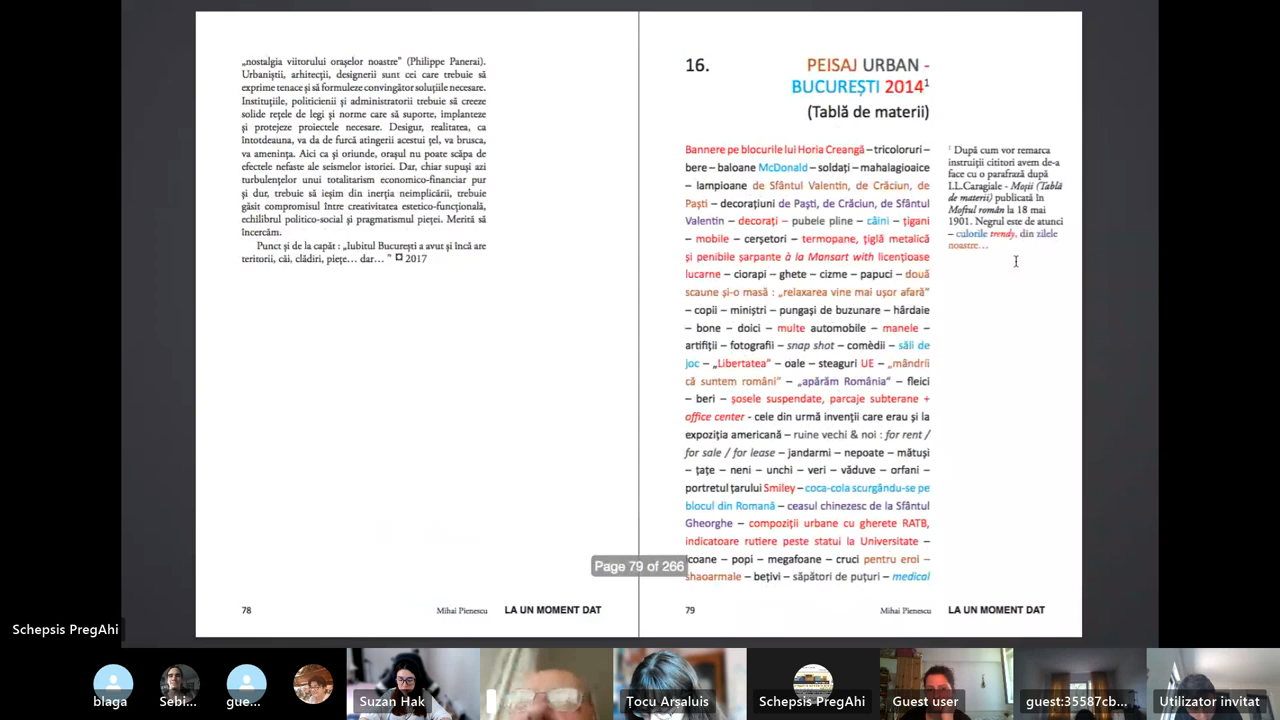 „nostalgia viitorului orașelor noastre” (Philippe Panerai).
Urbaniștii, arhitecții, designerii sunt cei care trebuie să
exprime tenace și să formuleze convingător soluțiile necesare.
Instituțiile, politicienii și administratorii trebuie să creeze
solide rețele de legi și norme care să suporte, implanteze
și protejeze proiectele necesare. Desigur, realitatea, ca
întotdeauna, va da de furcă atingerii acestui țel, va brusca,
va amenința. Aici ca și oriunde, orașul nu poate scăpa de
efectele nefaste ale seismelor istoriei. Dar, chiar supuși azi
turbulențelor unui totalitarism economico-financiar pur
și dur, trebuie să ieșim din inerția neimplicării, trebuie
găsit compromisul între creativitatea estetico-funcțională,
echilibrul politico-social și pragmatismul pieței. Merită să
încercăm.
Punct și de la capăt : „Iubitul București a avut și încă are
teritorii, căi, clădiri, piețe… dar… ” ¤ 2017
78
Mihai Pienescu LA UN MOMENT DAT
16. PEISAJ URBAN -
BUCUREȘTI 2014¹
(Tablă de materii)
Bannere pe blocurile lui Horia Creangă – tricoloruri –
bere – baloane McDonald – soldați – mahalagioaice
– lampioane de Sfântul Valentin, de Crăciun, de
Paști – decorațiuni de Paști, de Crăciun, de Sfântul
Valentin – decorați – pubele pline – câini – țigani
– mobile – cerșetori – termopane, țiglă metalică
și penibile șarpante à la Mansart with licențioase
lucarne – ciorapi – ghete – cizme – papuci – două
scaune și-o masă : „relaxarea vine mai ușor afară”
– copii – miniștri – pungași de buzunare – hârdaie
– bone – doici – multe automobile – manele –
artifiții – fotografii – snap shot – comèdii – săli de
joc – „Libertatea” – oale – steaguri UE – „mândrii
că suntem români” – „apărăm România” – fleici
– beri – șosele suspendate, parcaje subterane +
office center - cele din urmă invenții care erau și la
expoziția americană – ruine vechi & noi : for rent /
for sale / for lease – jandarmi – nepoate – mătuși
– țațe – neni – unchi – veri – văduve – orfani –
portretul țarului Smiley – coca-cola scurgându-se pe
blocul din Romană – ceasul chinezesc de la Sfântul
Gheorghe – compoziții urbane cu gherete RATB,
indicatoare rutiere peste statui la Universitate –
icoane – popi – megafoane – cruci pentru eroi –
shaoarmale – bețivi – săpători de puțuri – medical
¹ După cum vor remarca
instruiții cititori avem de-a
face cu o parafrază după
I.L.Caragiale - Moșii (Tablă
de materii) publicată în
Moftul român la 18 mai
1901. Negrul este de atunci
– culorile trendy, din zilele
noastre…
Page 79 of 266
79
Mihai Pienescu LA UN MOMENT DAT
Schepsis PregAhi
blaga
Sebi...
gue...
Suzan Hak
Tocu Arsaluis
Schepsis PregAhi
Guest user
guest:35587cb...
Utilizator invitat